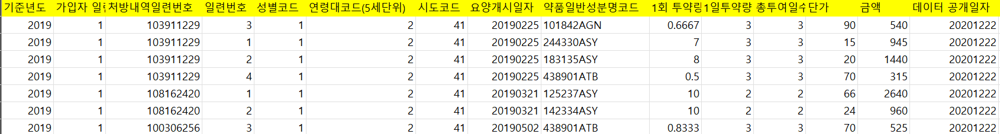 기준년도 가입자 일련 처방내역일련번호 일련번호 성별코드 연령대코드(5세단위) 시도코드 요양개시일자 약품일반성분명코드 1회 투약량 1일투약량 총투여일수 단가 금액 데이터 공개일자
2019 1 103911229 3 1 2 41 20190225 101842AGN 0.6667 3 3 90 540 20201222
2019 1 103911229 1 1 2 41 20190225 244330ASY 7 3 3 15 945 20201222
2019 1 103911229 2 1 2 41 20190225 183135ASY 8 3 3 20 1440 20201222
2019 1 103911229 4 1 2 41 20190225 438901ATB 0.5 3 3 70 315 20201222
2019 1 108162420 1 1 2 41 20190321 125237ASY 10 2 2 66 2640 20201222
2019 1 108162420 2 1 2 41 20190321 142334ASY 10 2 2 24 960 20201222
2019 1 100306256 3 1 2 41 20190502 438901ATB 0.8333 3 3 70 525 20201222